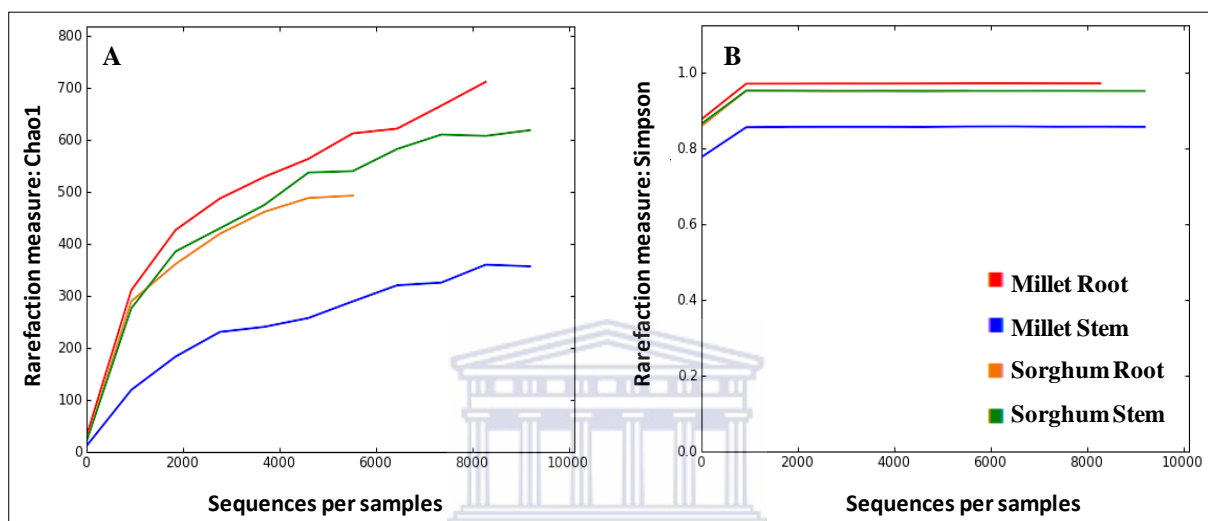 A
Rarefaction measure: Chao1
800
700
600
500
400
300
200
100
0
0 2000 4000 6000 8000 10000
Sequences per samples
B
Rarefaction measure: Simpson
1.0
0.8
0.6
0.4
0.2
0.0
0 2000 4000 6000 8000 10000
Sequences per samples
Millet Root
Millet Stem
Sorghum Root
Sorghum Stem